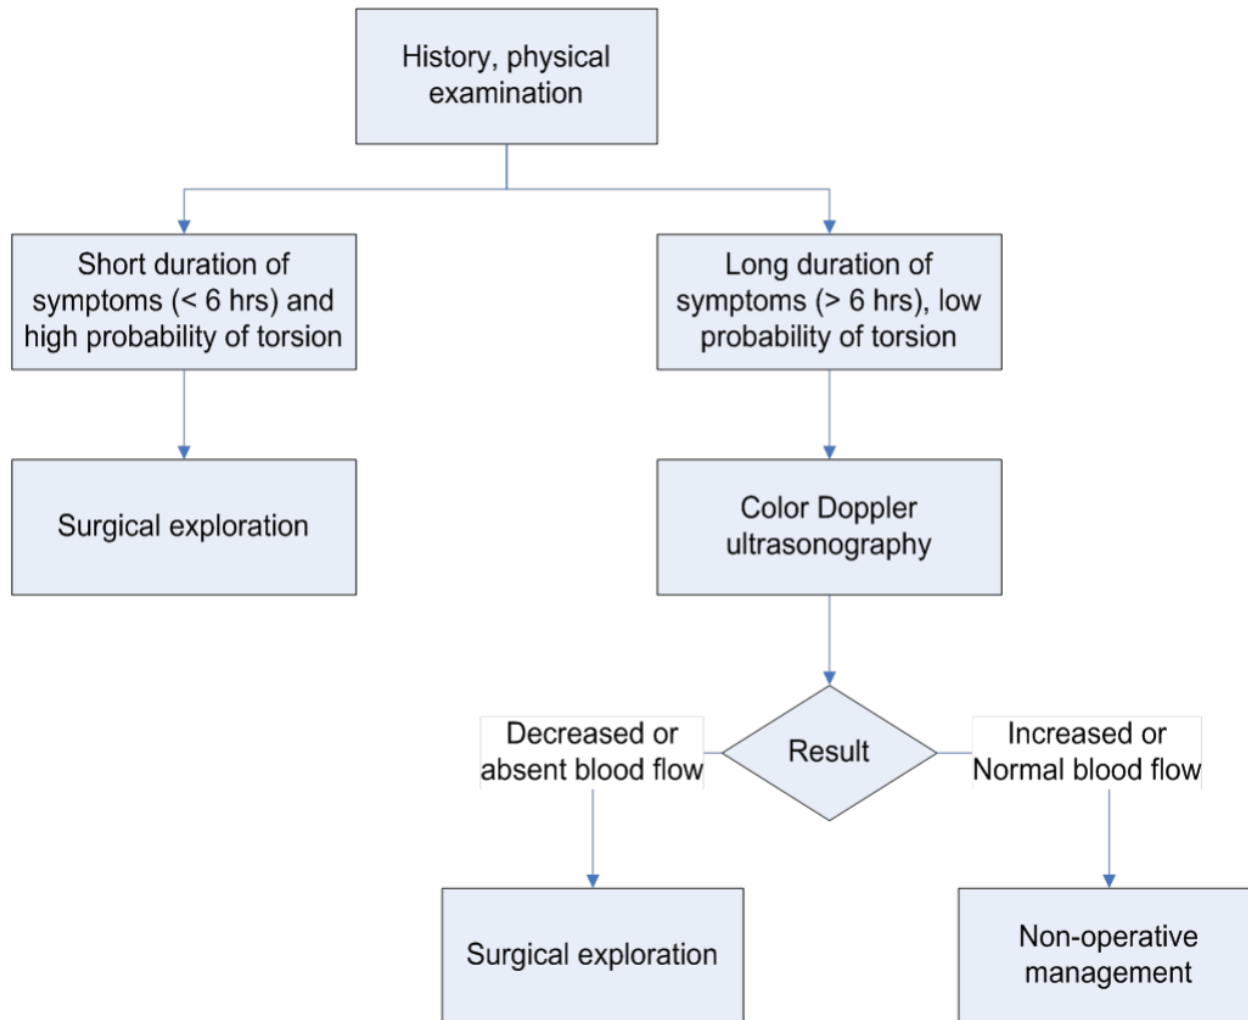 History, physical
examination
Short duration of
symptoms (< 6 hrs) and
high probability of torsion
Long duration of
symptoms (> 6 hrs), low
probability of torsion
Surgical exploration
Color Doppler
ultrasonography
Decreased or
absent blood flow
Result
Increased or
Normal blood flow
Surgical exploration
Non-operative
management